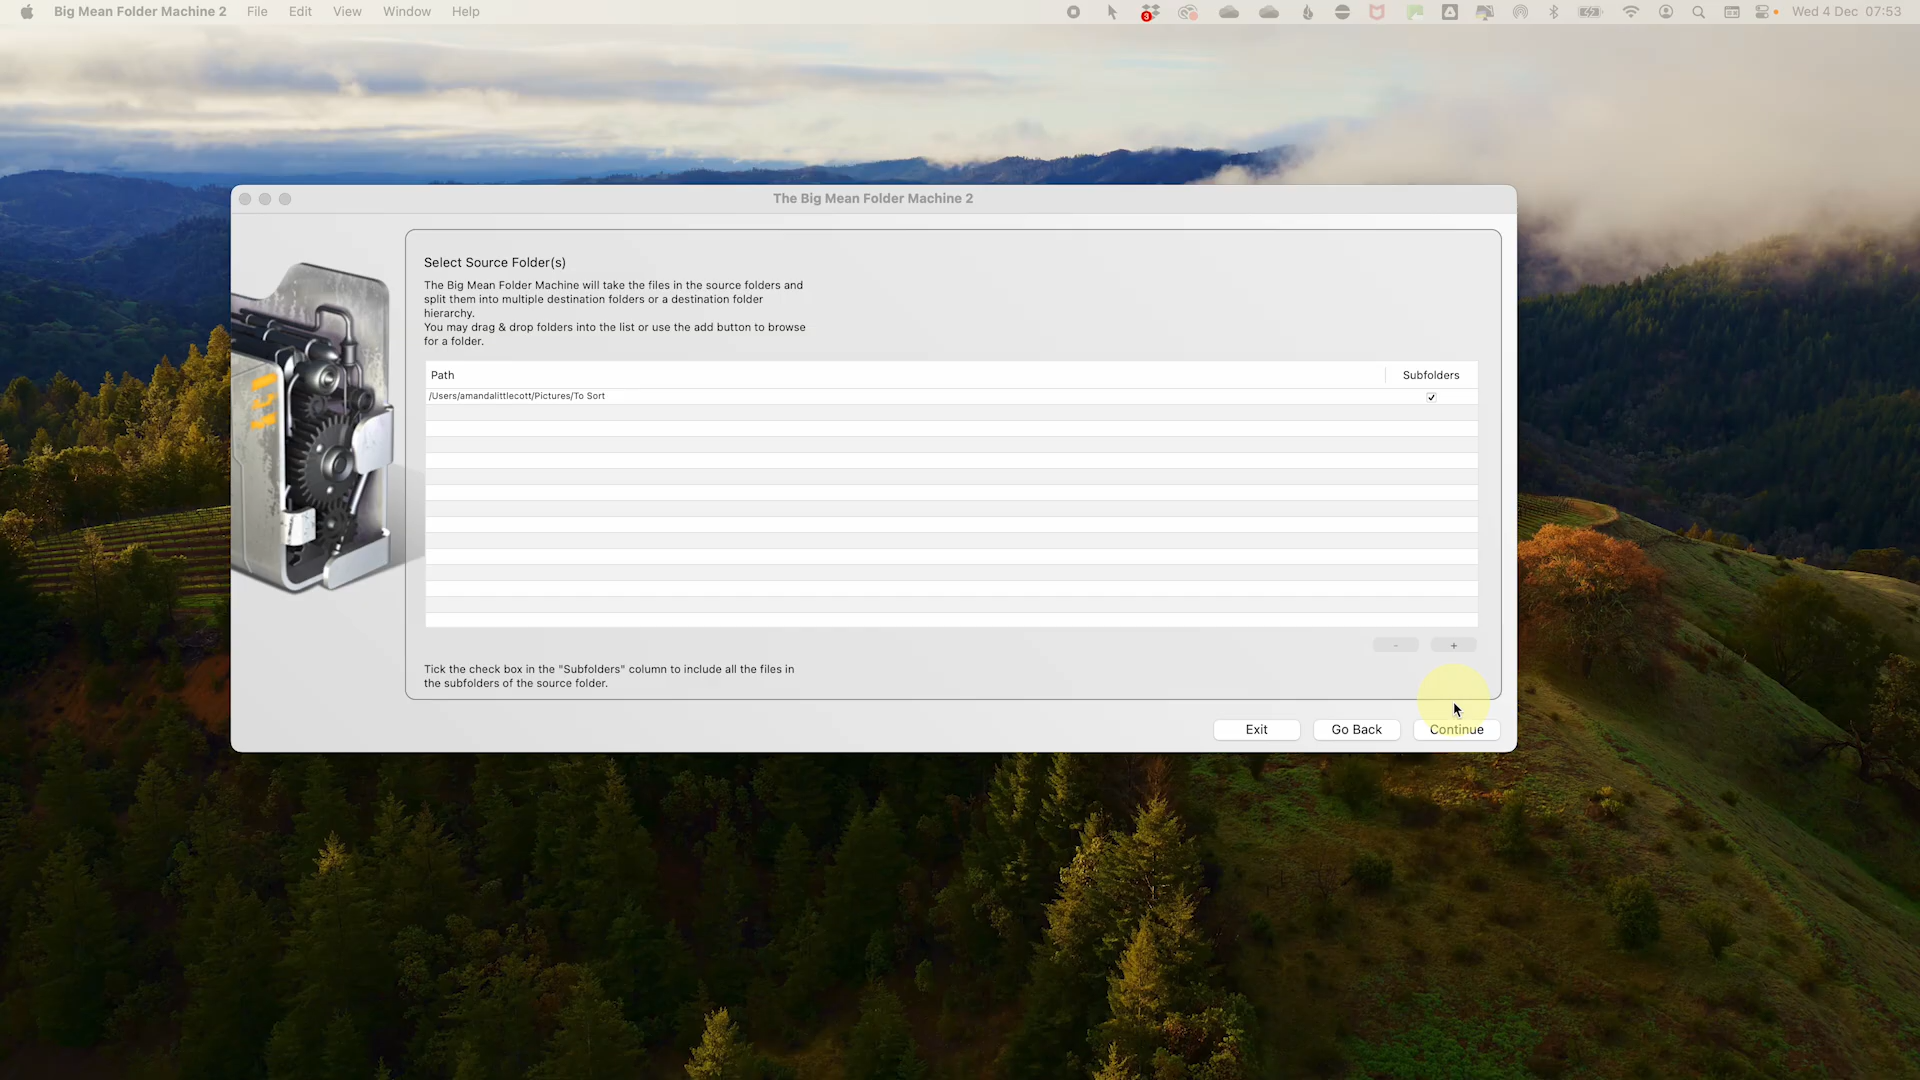 Big Mean Folder Machine 2 File Edit View Window Help
3
Wed 4 Dec 07:53
The Big Mean Folder Machine 2
Select Source Folder(s)
The Big Mean Folder Machine will take the files in the source folders and
split them into multiple destination folders or a destination folder
hierarchy.
You may drag & drop folders into the list or use the add button to browse
for a folder.
Path Subfolders
/Users/amandalittlecott/Pictures/To Sort
- +
Tick the check box in the "Subfolders" column to include all the files in
the subfolders of the source folder.
Exit Go Back Continue